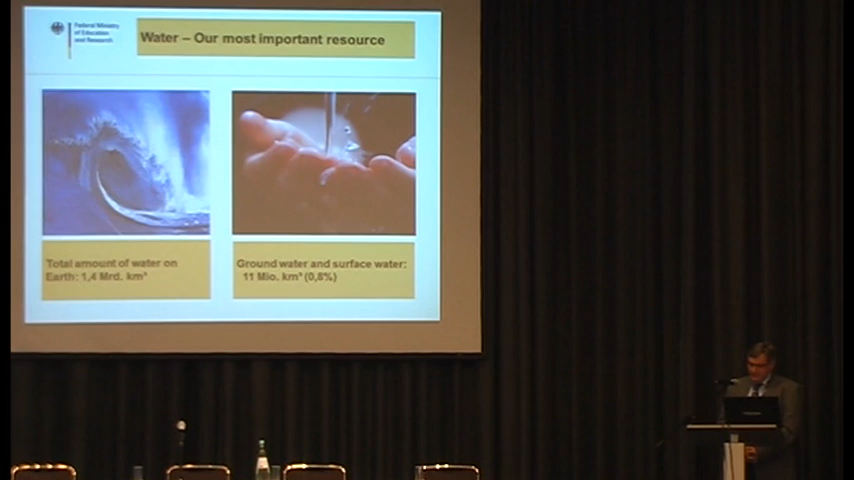 Federal Ministry
of Education
and Research
Water – Our most important resource
Total amount of water on
Earth: 1,4 Mrd. km³
Ground water and surface water:
11 Mio. km³ (0,8%)